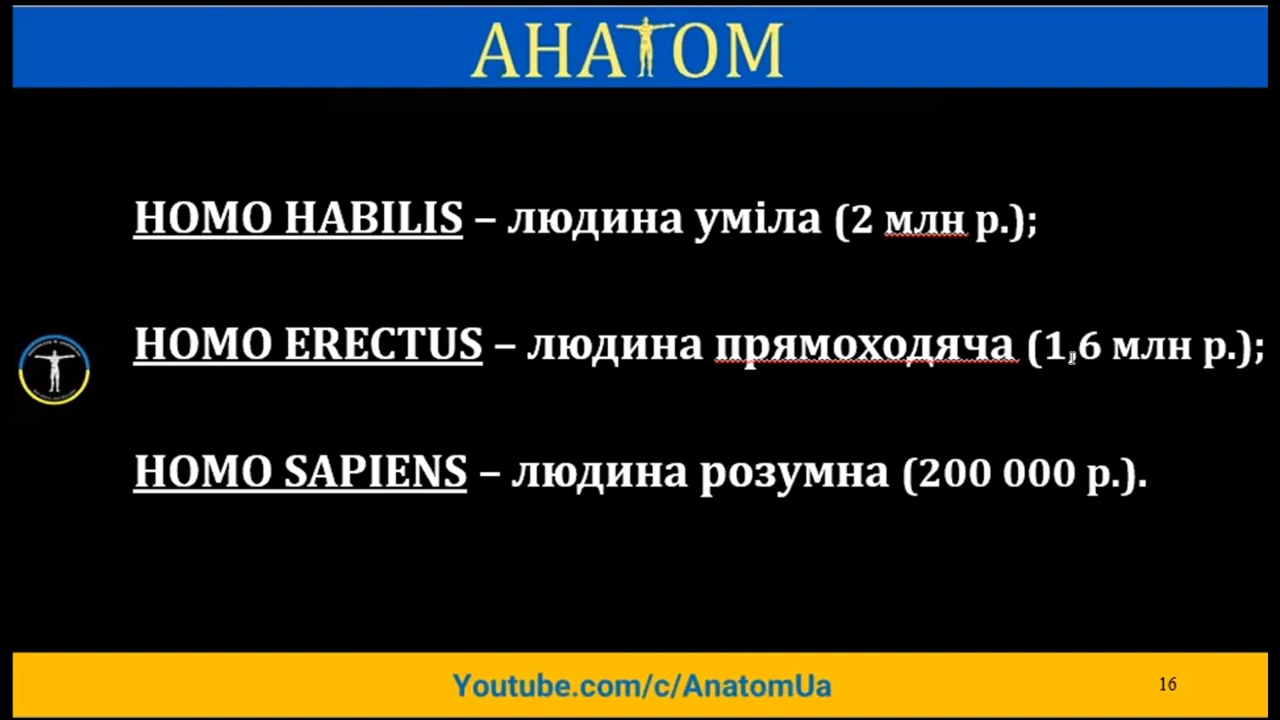 АНАТОМ
HOMO HABILIS – людина уміла (2 млн р.);
HOMO ERECTUS – людина прямоходяча (1,6 млн р.);
HOMO SAPIENS – людина розумна (200 000 р.).
Youtube.com/c/AnatomUa
16